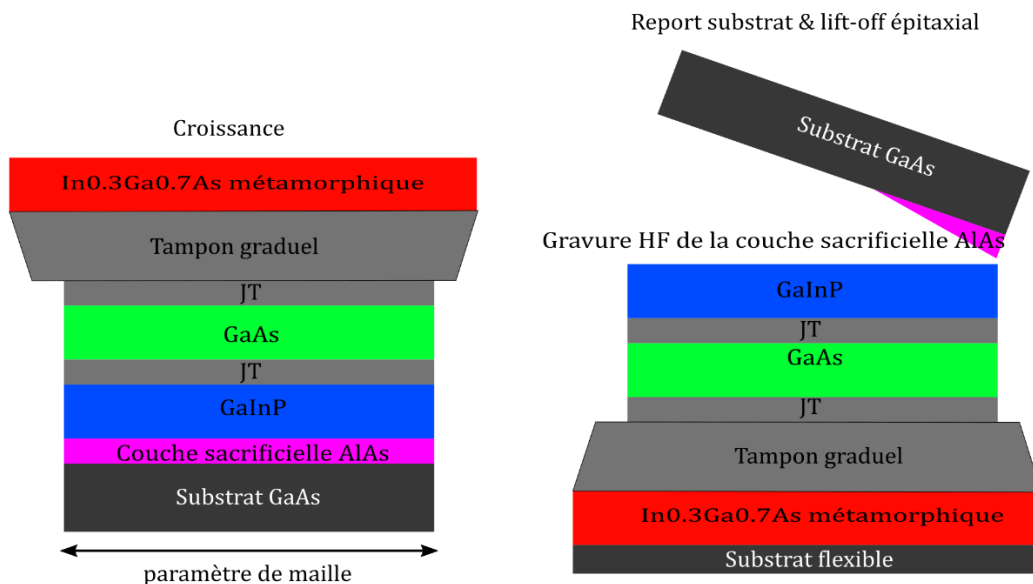 Croissance
In0.3Ga0.7As métamorphique
Tampon graduel
JT
GaAs
JT
GaInP
Couche sacrificielle AlAs
Substrat GaAs
paramètre de maille
Report substrat & lift-off épitaxial
Substrat GaAs
Gravure HF de la couche sacrificielle AlAs
GaInP
JT
GaAs
JT
Tampon graduel
In0.3Ga0.7As métamorphique
Substrat flexible